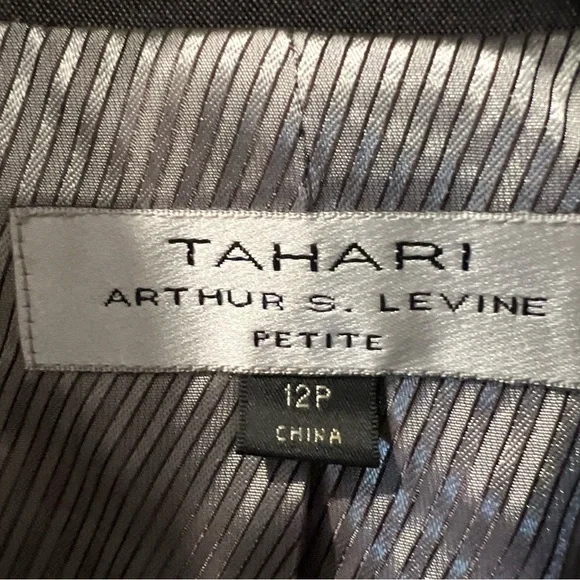 TAHARI
ARTHUR S. LEVINE
PETITE
12P
CHINA